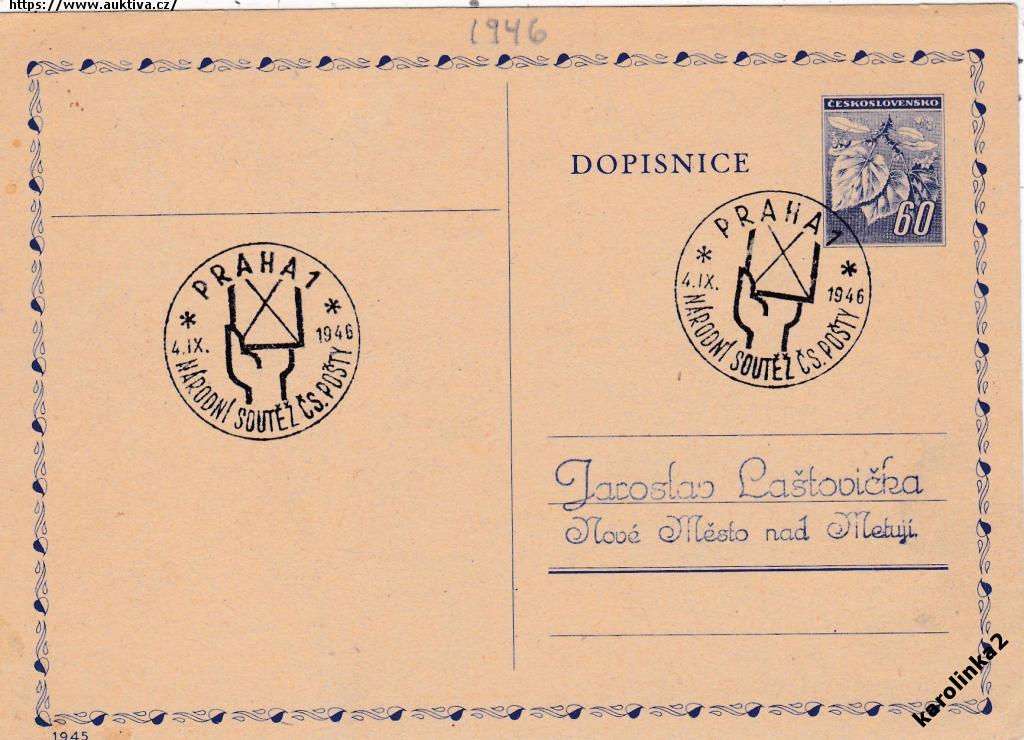 https://www.auktiva.cz/
1946
ČESKOSLOVENSKO
DOPISNICE
60
PRAHA 1
4.IX. 1946
NÁRODNÍ SOUTĚŽ ČS. POŠTY
PRAHA 1
4.IX. 1946
NÁRODNÍ SOUTĚŽ ČS. POŠTY
Jaroslav Laštovička
Nové Město nad Metují.
1945
karolinka2